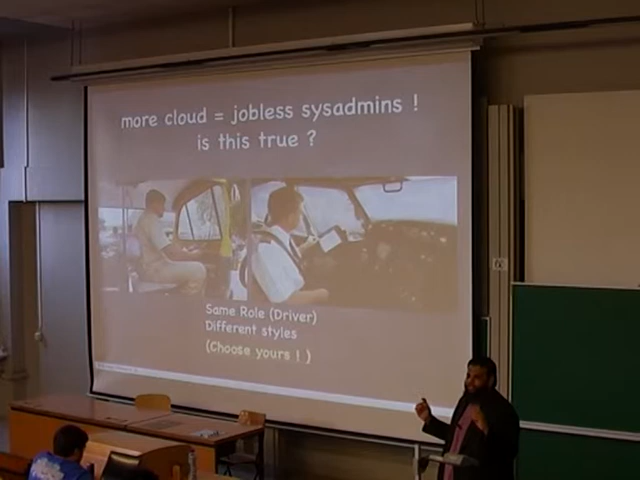 more cloud = jobless sysadmins !
is this true ?
Same Role (Driver)
Different styles
(Choose yours ! )